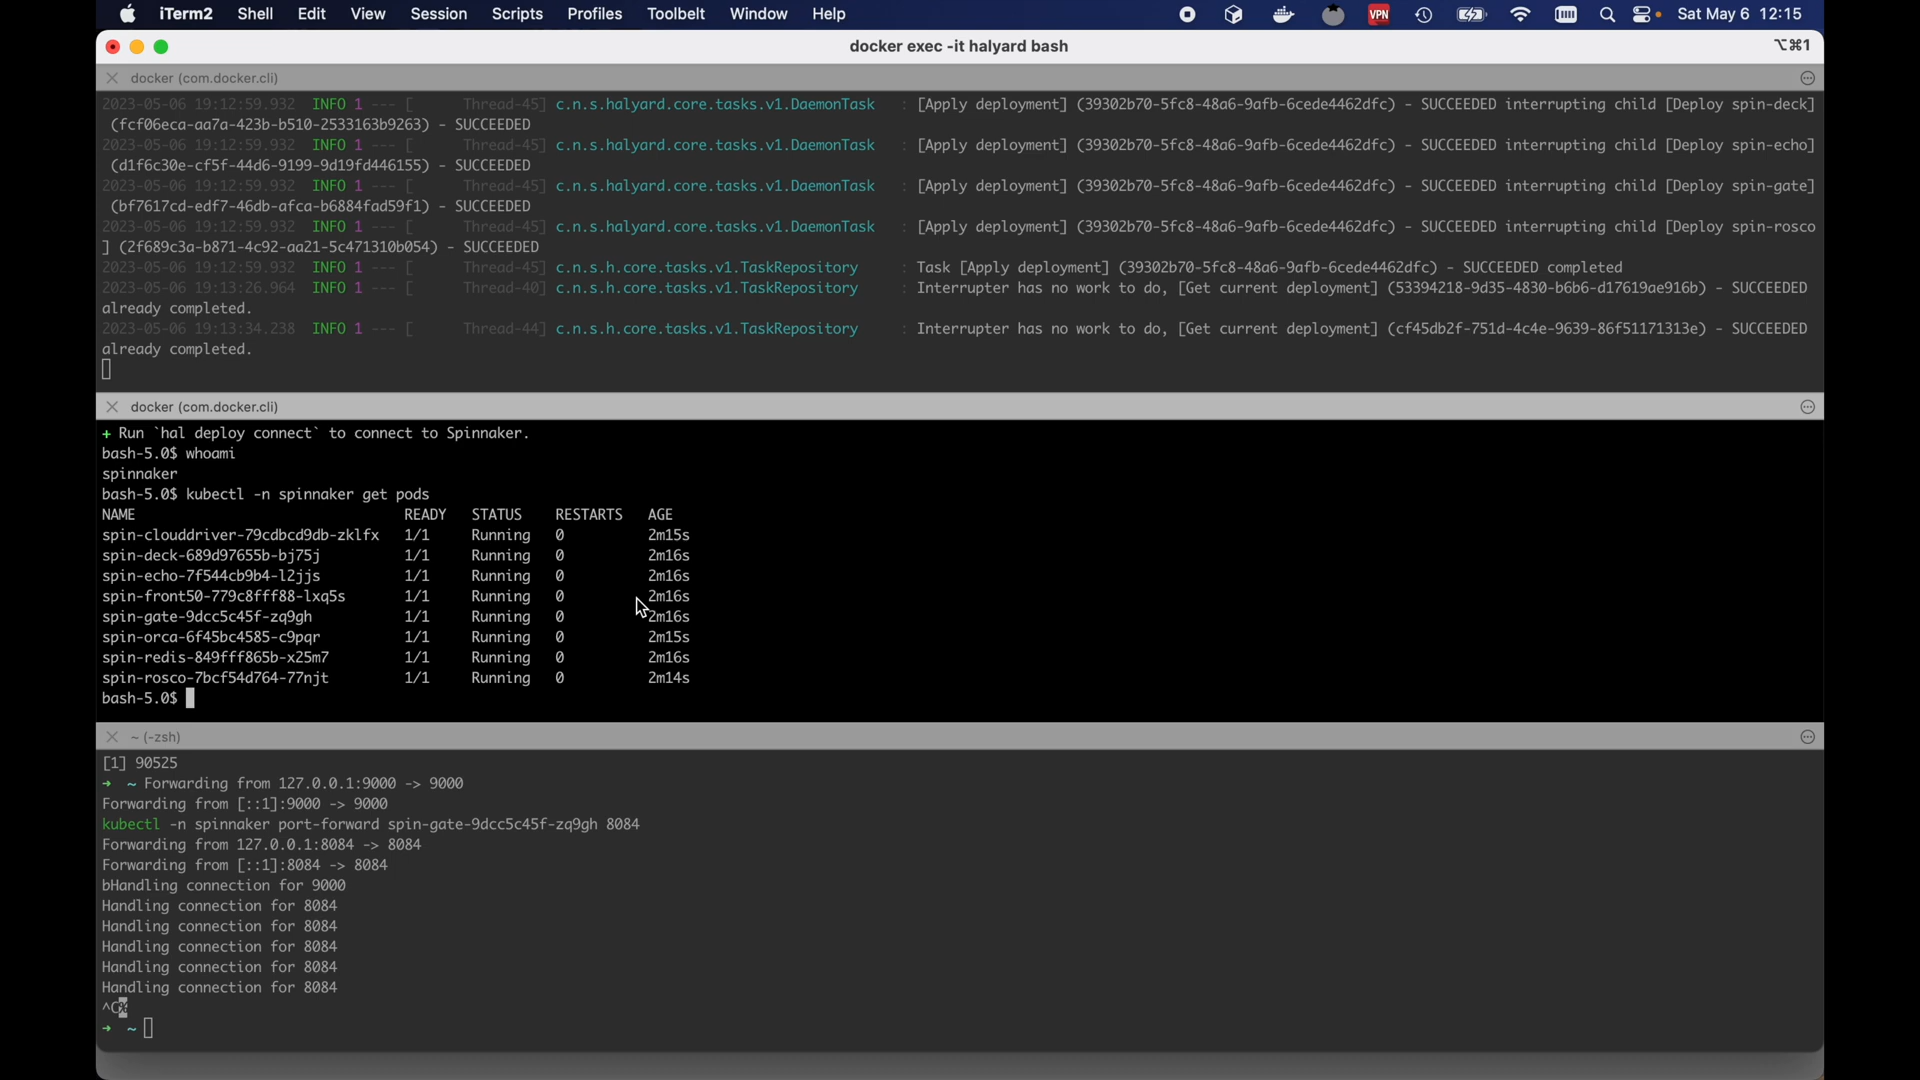 iTerm2 Shell Edit View Session Scripts Profiles Toolbelt Window Help VPN Sat May 6 12:15
docker exec -it halyard bash ⌥⌘1
docker (com.docker.cli)
2023-05-06 19:12:59.932 INFO 1 --- [ Thread-45] c.n.s.halyard.core.tasks.v1.DaemonTask : [Apply deployment] (39302b70-5fc8-48a6-9afb-6cede4462dfc) - SUCCEEDED interrupting child [Deploy spin-deck]
(fcf06eca-aa7a-423b-b510-2533163b9263) - SUCCEEDED
2023-05-06 19:12:59.932 INFO 1 --- [ Thread-45] c.n.s.halyard.core.tasks.v1.DaemonTask : [Apply deployment] (39302b70-5fc8-48a6-9afb-6cede4462dfc) - SUCCEEDED interrupting child [Deploy spin-echo]
(d1f6c30e-cf5f-44d6-9199-9d19fd446155) - SUCCEEDED
2023-05-06 19:12:59.932 INFO 1 --- [ Thread-45] c.n.s.halyard.core.tasks.v1.DaemonTask : [Apply deployment] (39302b70-5fc8-48a6-9afb-6cede4462dfc) - SUCCEEDED interrupting child [Deploy spin-gate]
(bf7617cd-edf7-46db-afca-b6884fad59f1) - SUCCEEDED
2023-05-06 19:12:59.932 INFO 1 --- [ Thread-45] c.n.s.halyard.core.tasks.v1.DaemonTask : [Apply deployment] (39302b70-5fc8-48a6-9afb-6cede4462dfc) - SUCCEEDED interrupting child [Deploy spin-rosco
] (2f689c3a-b871-4c92-aa21-5c471310b054) - SUCCEEDED
2023-05-06 19:12:59.932 INFO 1 --- [ Thread-45] c.n.s.h.core.tasks.v1.TaskRepository : Task [Apply deployment] (39302b70-5fc8-48a6-9afb-6cede4462dfc) - SUCCEEDED completed
2023-05-06 19:13:26.964 INFO 1 --- [ Thread-40] c.n.s.h.core.tasks.v1.TaskRepository : Interrupter has no work to do, [Get current deployment] (53394218-9d35-4830-b6b6-d17619ae916b) - SUCCEEDED
already completed.
2023-05-06 19:13:34.238 INFO 1 --- [ Thread-44] c.n.s.h.core.tasks.v1.TaskRepository : Interrupter has no work to do, [Get current deployment] (cf45db2f-751d-4c4e-9639-86f51171313e) - SUCCEEDED
already completed.
docker (com.docker.cli)
+ Run `hal deploy connect` to connect to Spinnaker.
bash-5.0$ whoami
spinnaker
bash-5.0$ kubectl -n spinnaker get pods
NAME READY STATUS RESTARTS AGE
spin-clouddriver-79cdbcd9db-zklfx 1/1 Running 0 2m15s
spin-deck-689d97655b-bj75j 1/1 Running 0 2m16s
spin-echo-7f544cb9b4-l2jjs 1/1 Running 0 2m16s
spin-front50-779c8fff88-lxq5s 1/1 Running 0 2m16s
spin-gate-9dcc5c45f-zq9gh 1/1 Running 0 2m16s
spin-orca-6f45bc4585-c9pqr 1/1 Running 0 2m15s
spin-redis-849fff865b-x25m7 1/1 Running 0 2m16s
spin-rosco-7bcf54d764-77njt 1/1 Running 0 2m14s
bash-5.0$
~ (-zsh)
[1] 90525
➜ ~ Forwarding from 127.0.0.1:9000 -> 9000
Forwarding from [::1]:9000 -> 9000
kubectl -n spinnaker port-forward spin-gate-9dcc5c45f-zq9gh 8084
Forwarding from 127.0.0.1:8084 -> 8084
Forwarding from [::1]:8084 -> 8084
bHandling connection for 9000
Handling connection for 8084
Handling connection for 8084
Handling connection for 8084
Handling connection for 8084
Handling connection for 8084
^C%
➜ ~